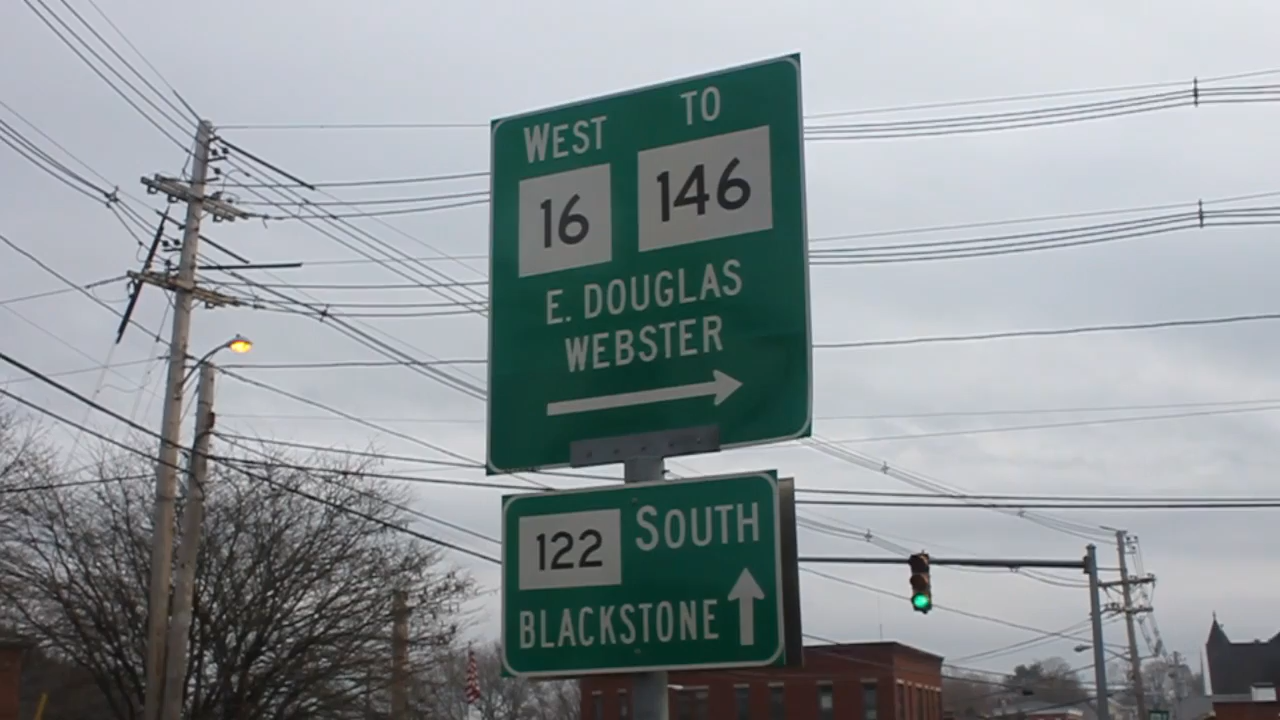 WEST TO
16 146
E. DOUGLAS
WEBSTER
122 SOUTH
BLACKSTONE